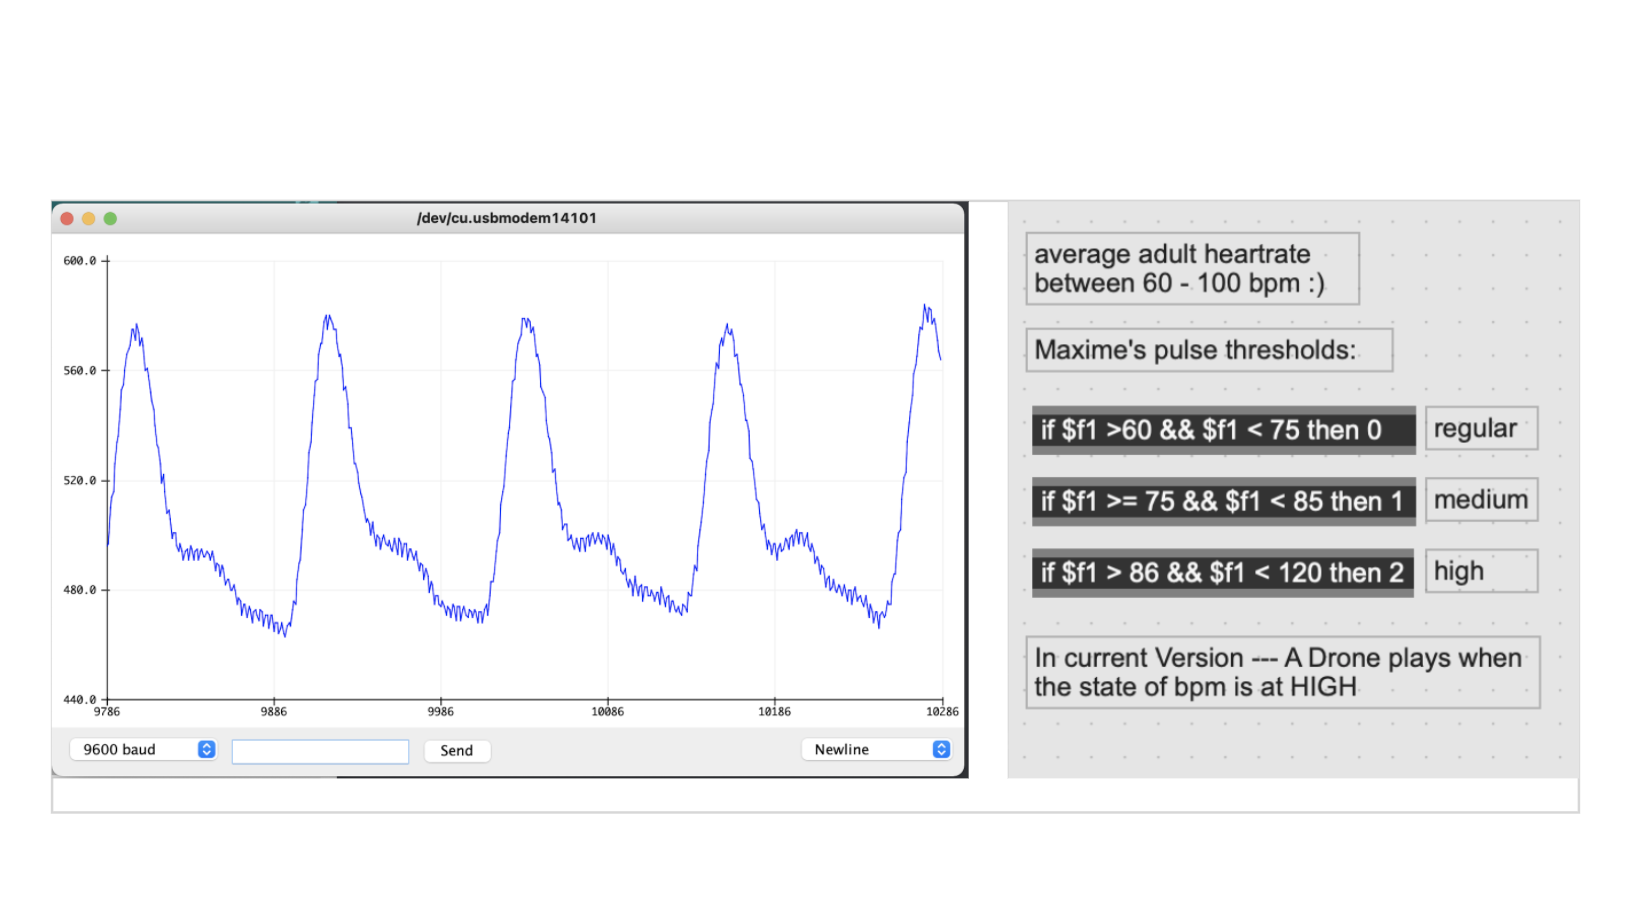 /dev/cu.usbmodem14101
600.0
560.0
520.0
480.0
440.0
9786
9886
9986
10086
10186
10286
9600 baud
Send
Newline
average adult heartrate
between 60 - 100 bpm :)
Maxime's pulse thresholds:
if $f1 >60 && $f1 < 75 then 0
regular
if $f1 >= 75 && $f1 < 85 then 1
medium
if $f1 > 86 && $f1 < 120 then 2
high
In current Version --- A Drone plays when
the state of bpm is at HIGH